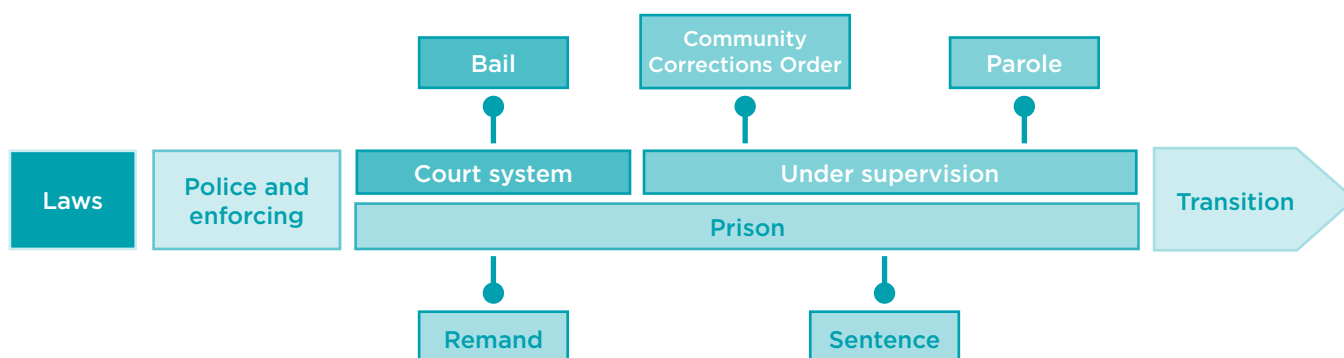 Bail
Community
Corrections Order
Parole
Laws
Police and
enforcing
Court system
Under supervision
Prison
Transition
Remand
Sentence